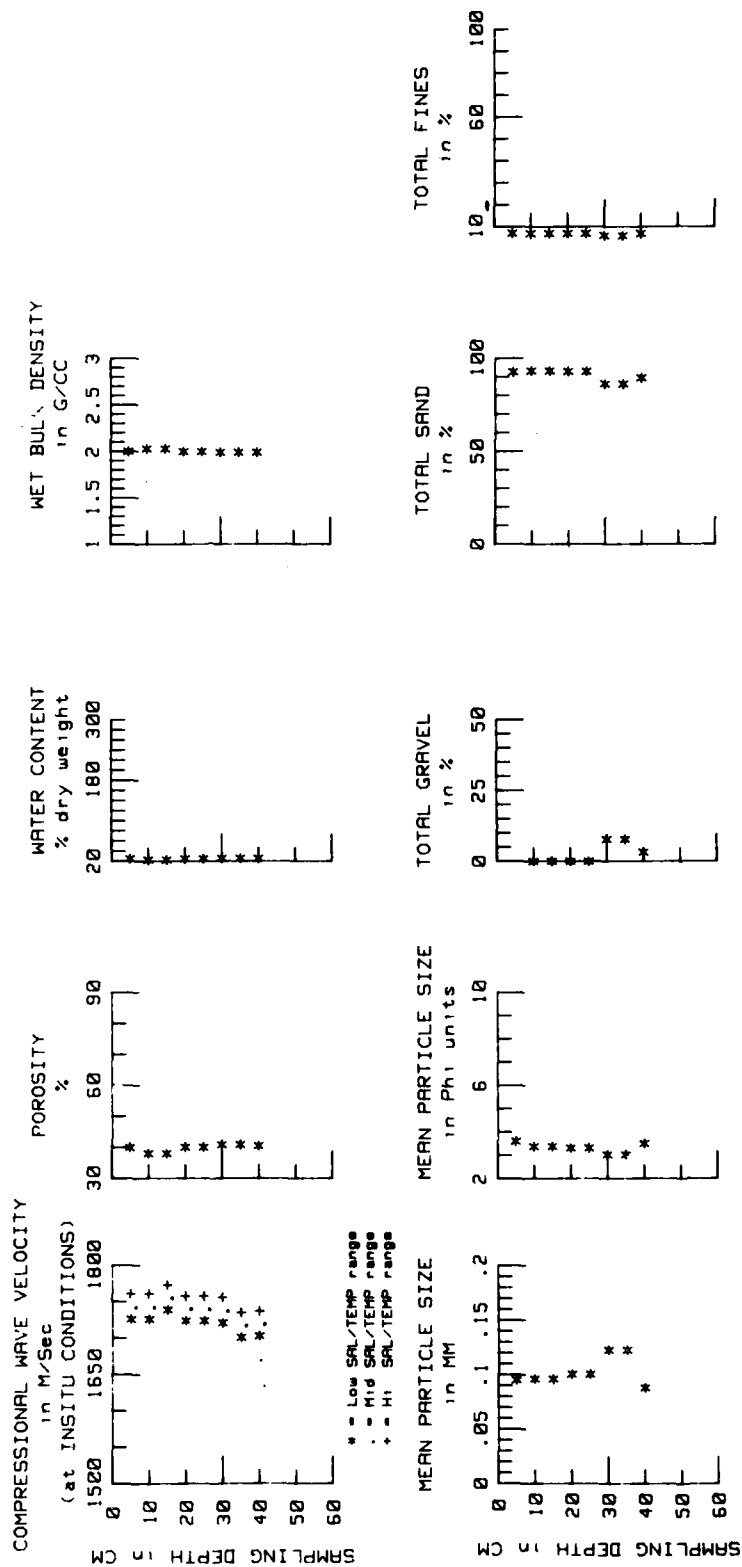 COMPRESSIONAL WAVE VELOCITY
in M/Sec
(at INSITU CONDITIONS)
1500 1650 1800
0
10
20
30
40
50
60
SAMPLING DEPTH in CM
* = Low SAL/TEMP range
. = Mid SAL/TEMP range
+ = Hi SAL/TEMP range
POROSITY
%
30 60 90
WATER CONTENT
% dry weight
20 180 300
WET BULK DENSITY
in G/CC
1 1.5 2 2.5 3
MEAN PARTICLE SIZE
in MM
0 .05 .1 .15 .2
0
10
20
30
40
50
60
SAMPLING DEPTH in CM
MEAN PARTICLE SIZE
in Phi units
2 6 10
TOTAL GRAVEL
in %
0 25 50
TOTAL SAND
in %
0 50 100
TOTAL FINES
in %
10 60 100